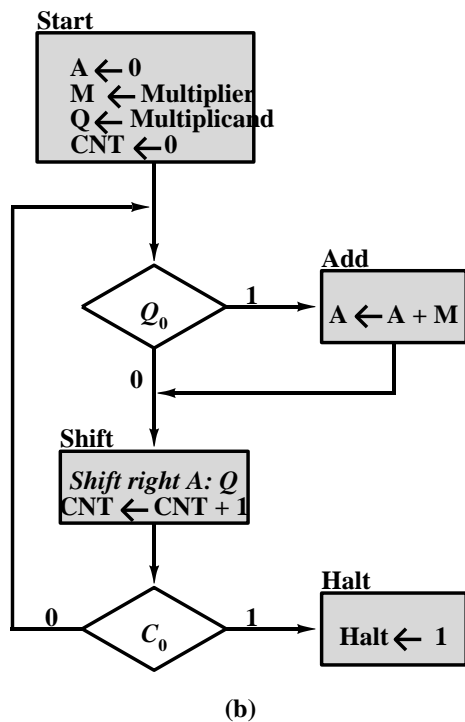 Start
A ← 0
M ← Multiplier
Q ← Multiplicand
CNT ← 0
Q₀
1
Add
A ← A + M
0
Shift
Shift right A: Q
CNT ← CNT + 1
0
C₀
1
Halt
Halt ← 1
(b)